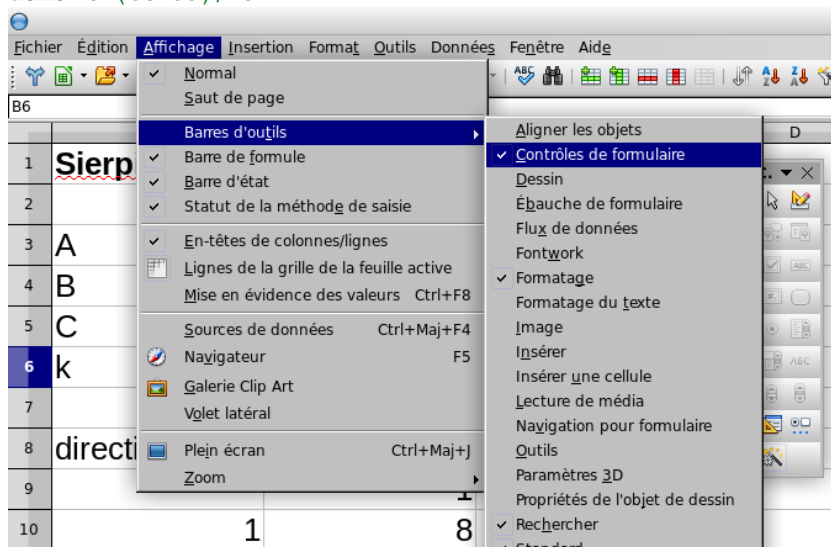 Fichier Édition Affichage Insertion Format Outils Données Fenêtre Aide
B6
Normal
Saut de page
Barres d'outils
Barre de formule
Barre d'état
Statut de la méthode de saisie
En-têtes de colonnes/lignes
Lignes de la grille de la feuille active
Mise en évidence des valeurs Ctrl+F8
Sources de données Ctrl+Maj+F4
Navigateur F5
Galerie Clip Art
Volet latéral
Plein écran Ctrl+Maj+J
Zoom
Aligner les objets
Contrôles de formulaire
Dessin
Ébauche de formulaire
Flux de données
Fontwork
Formatage
Formatage du texte
Image
Insérer
Insérer une cellule
Lecture de média
Navigation pour formulaire
Outils
Paramètres 3D
Propriétés de l'objet de dessin
Rechercher
Standard
D
1 Sierp
2
3 A
4 B
5 C
6 k
7
8 directi
9 1
10 1 8